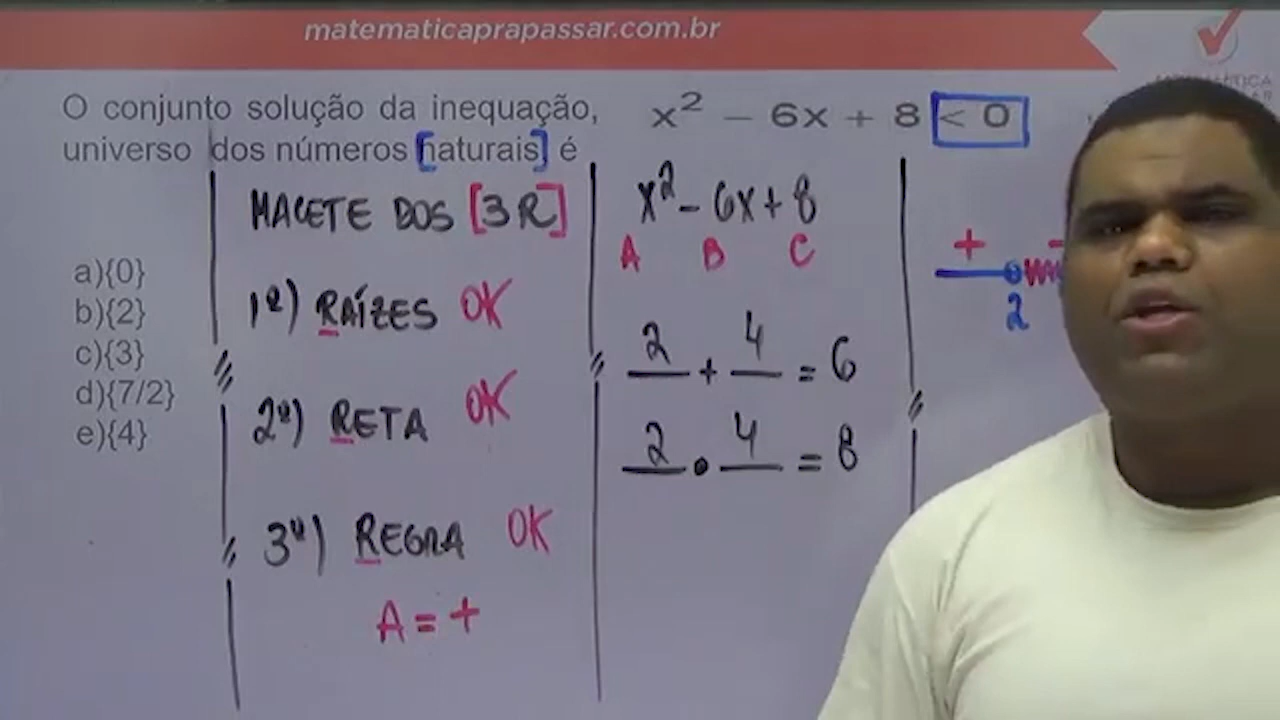 matematicaprapassar.com.br
O conjunto solução da inequação,
universo dos números [naturais] é
x² − 6x + 8 < 0
a){0}
b){2}
c){3}
d){7/2}
e){4}
MACETE DOS [3R]
1º) RAÍZES OK
2º) RETA OK
3º) REGRA OK
A = +
x² - 6x + 8
A B C
2 + 4 = 6
2 • 4 = 8
+ -
2